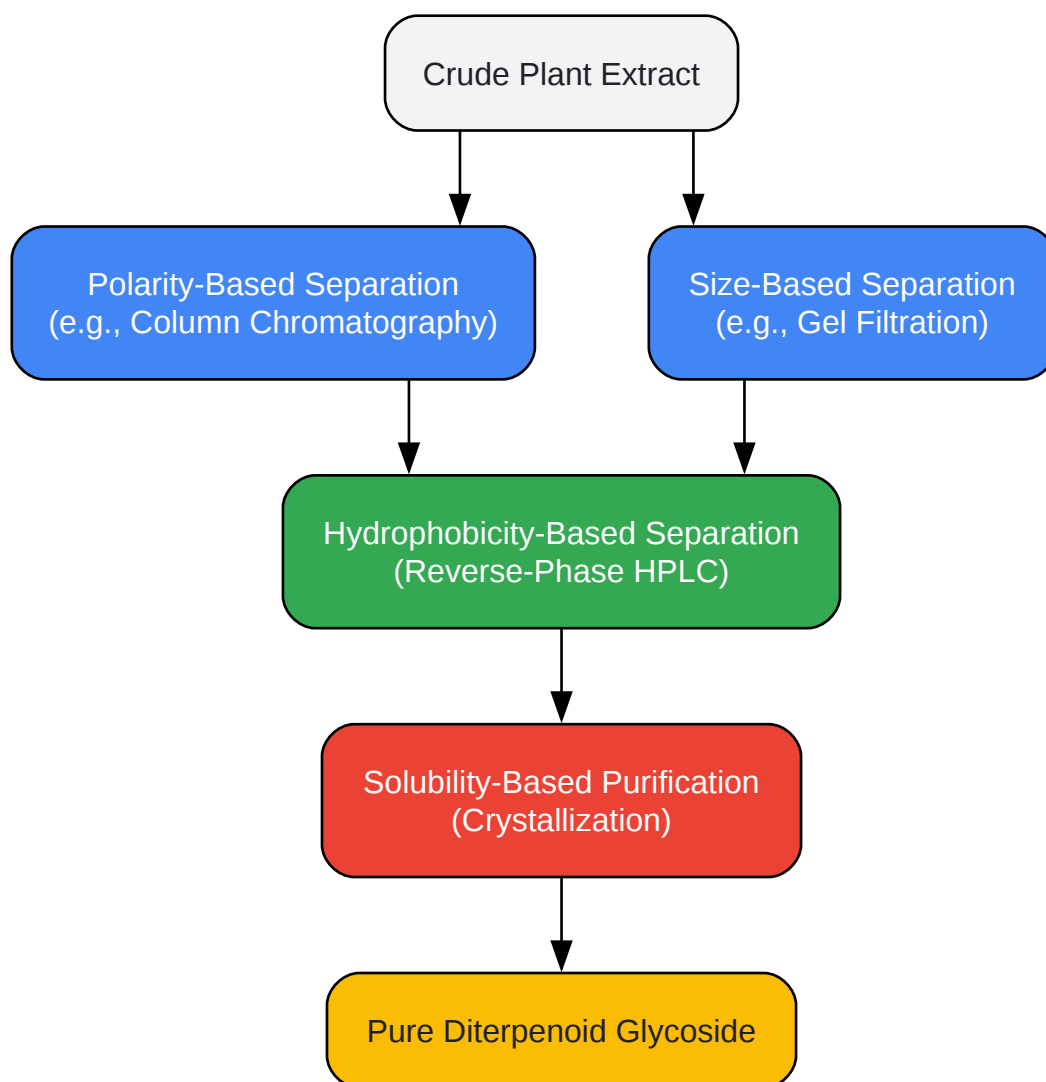 Crude Plant Extract
Polarity-Based Separation
(e.g., Column Chromatography)
Size-Based Separation
(e.g., Gel Filtration)
Hydrophobicity-Based Separation
(Reverse-Phase HPLC)
Solubility-Based Purification
(Crystallization)
Pure Diterpenoid Glycoside